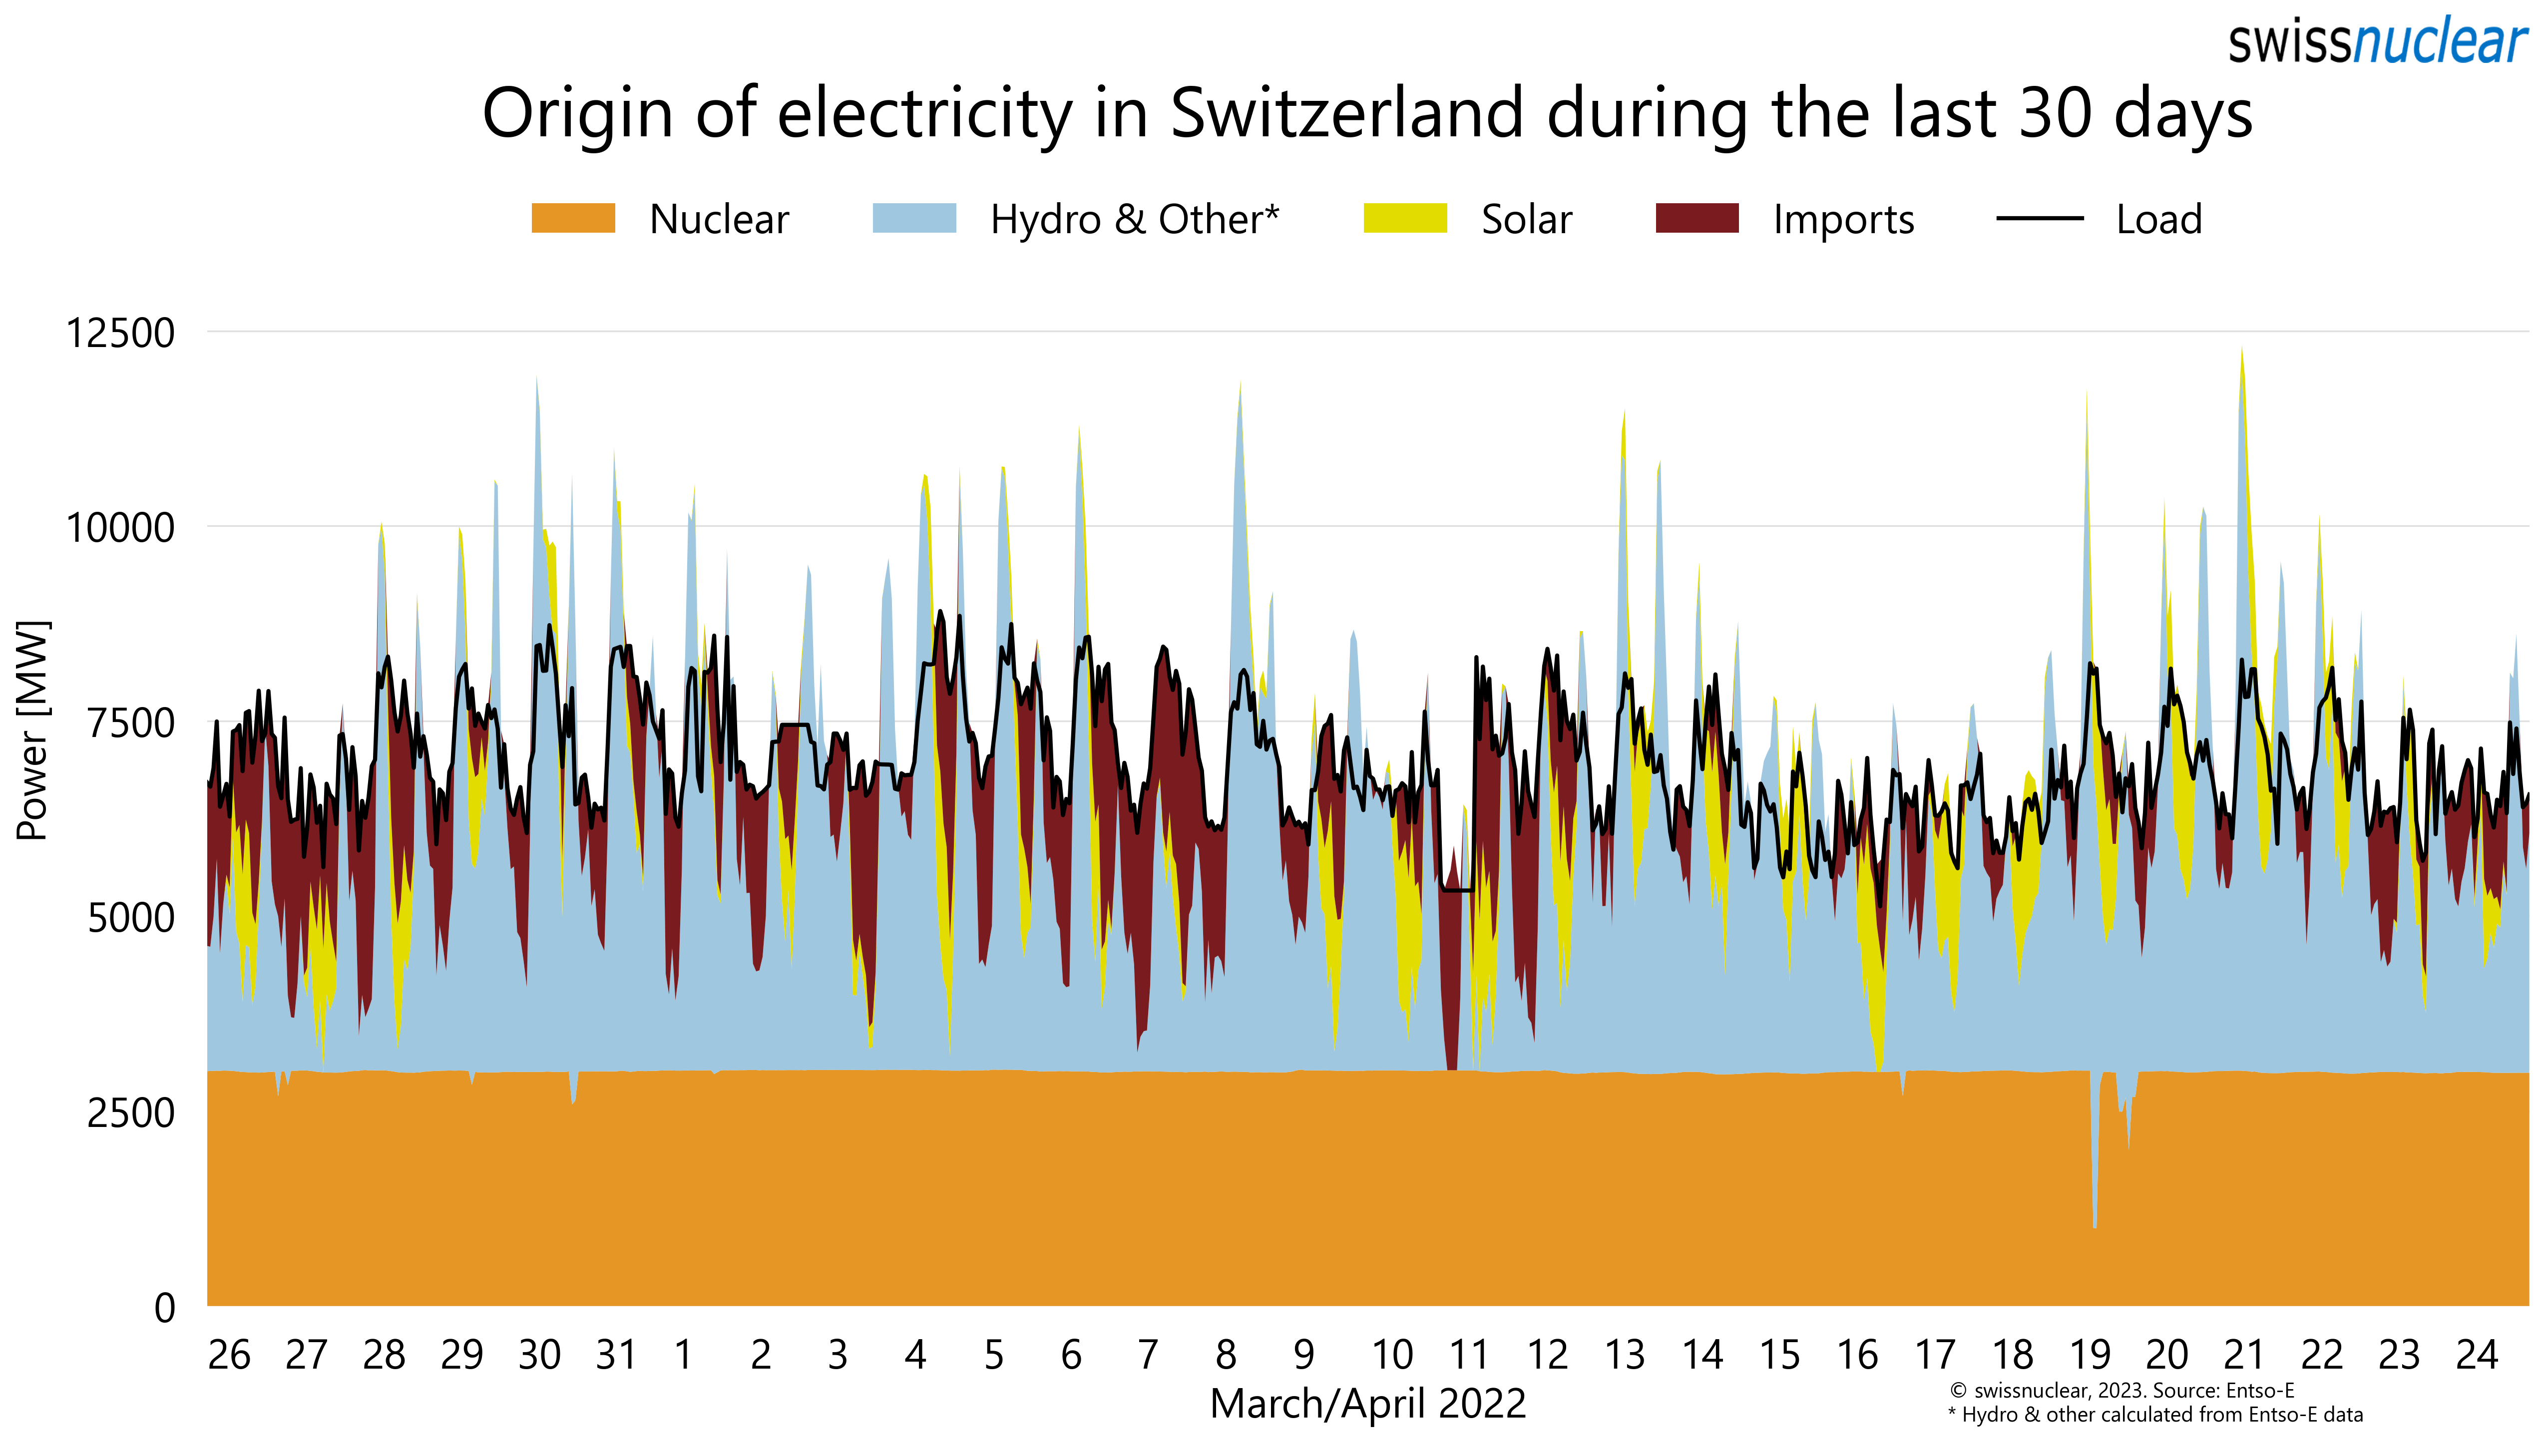 swissnuclear
Origin of electricity in Switzerland during the last 30 days
Nuclear Hydro & Other* Solar Imports Load
12500
10000
7500
5000
2500
0
Power [MW]
26 27 28 29 30 31 1 2 3 4 5 6 7 8 9 10 11 12 13 14 15 16 17 18 19 20 21 22 23 24
March/April 2022
© swissnuclear, 2023. Source: Entso-E
* Hydro & other calculated from Entso-E data